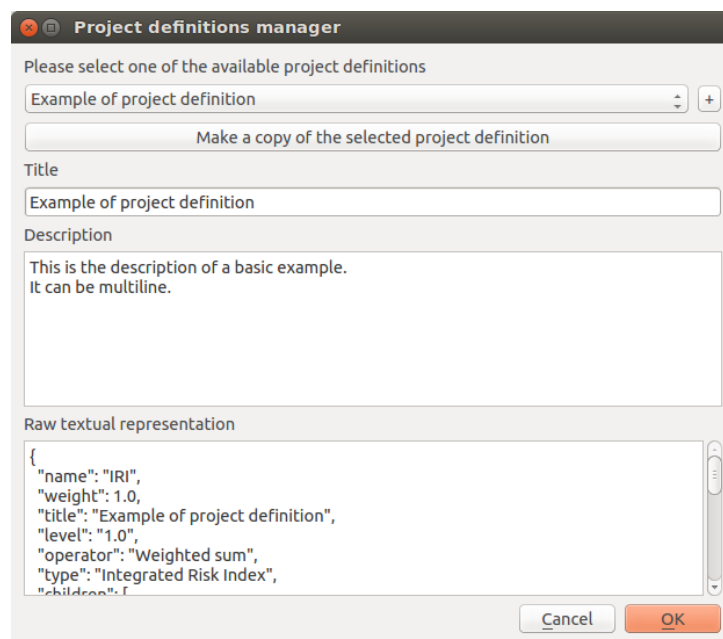 Project definitions manager
Please select one of the available project definitions
Example of project definition
+
Make a copy of the selected project definition
Title
Example of project definition
Description
This is the description of a basic example.
It can be multiline.
Raw textual representation
{
"name": "IRI",
"weight": 1.0,
"title": "Example of project definition",
"level": "1.0",
"operator": "Weighted sum",
"type": "Integrated Risk Index",
"children": [
Cancel OK